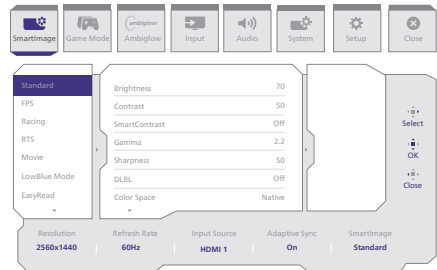 SmartImage
Game Mode
ambiglow
Ambiglow
Input
Audio
System
Setup
Close
Standard
FPS
Racing
RTS
Movie
LowBlue Mode
EasyRead
Brightness 70
Contrast 50
SmartContrast Off
Gamma 2.2
Sharpness 50
DLBL Off
Color Space Native
Select
OK
Close
Resolution
2560x1440
Refresh Rate
60Hz
Input Source
HDMI 1
Adaptive Sync
On
SmartImage
Standard